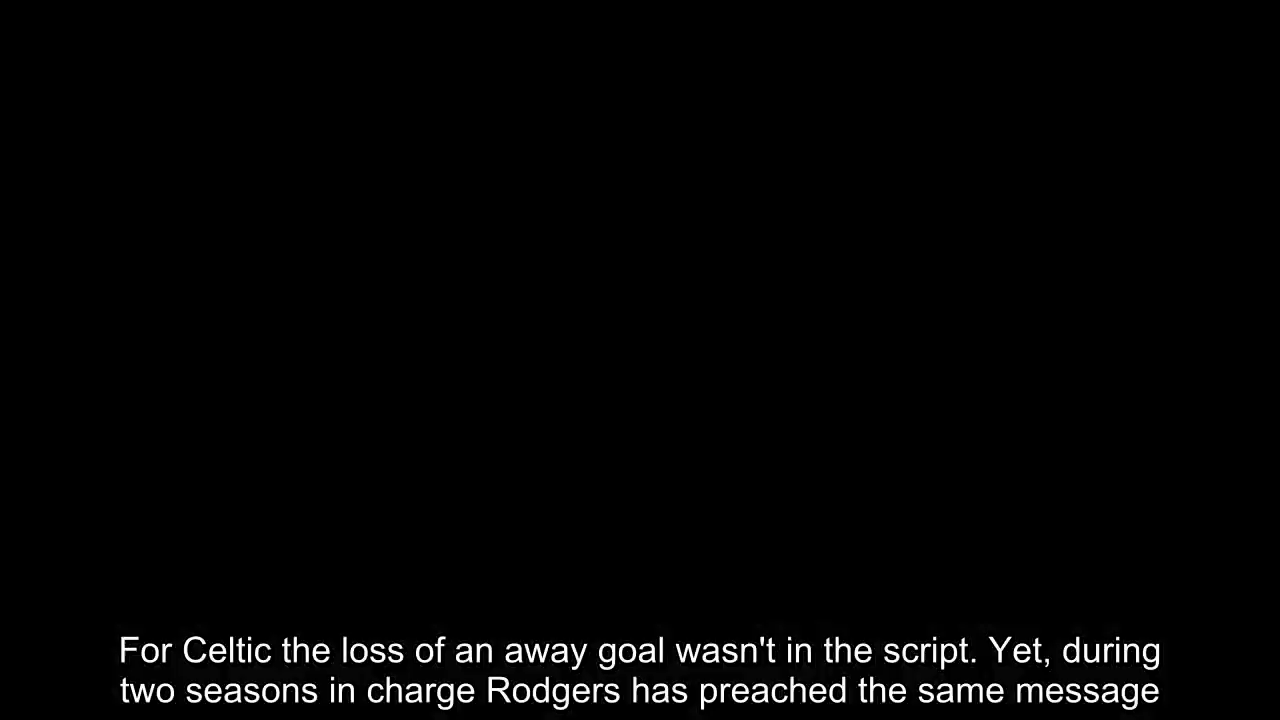 For Celtic the loss of an away goal wasn't in the script. Yet, during
two seasons in charge Rodgers has preached the same message